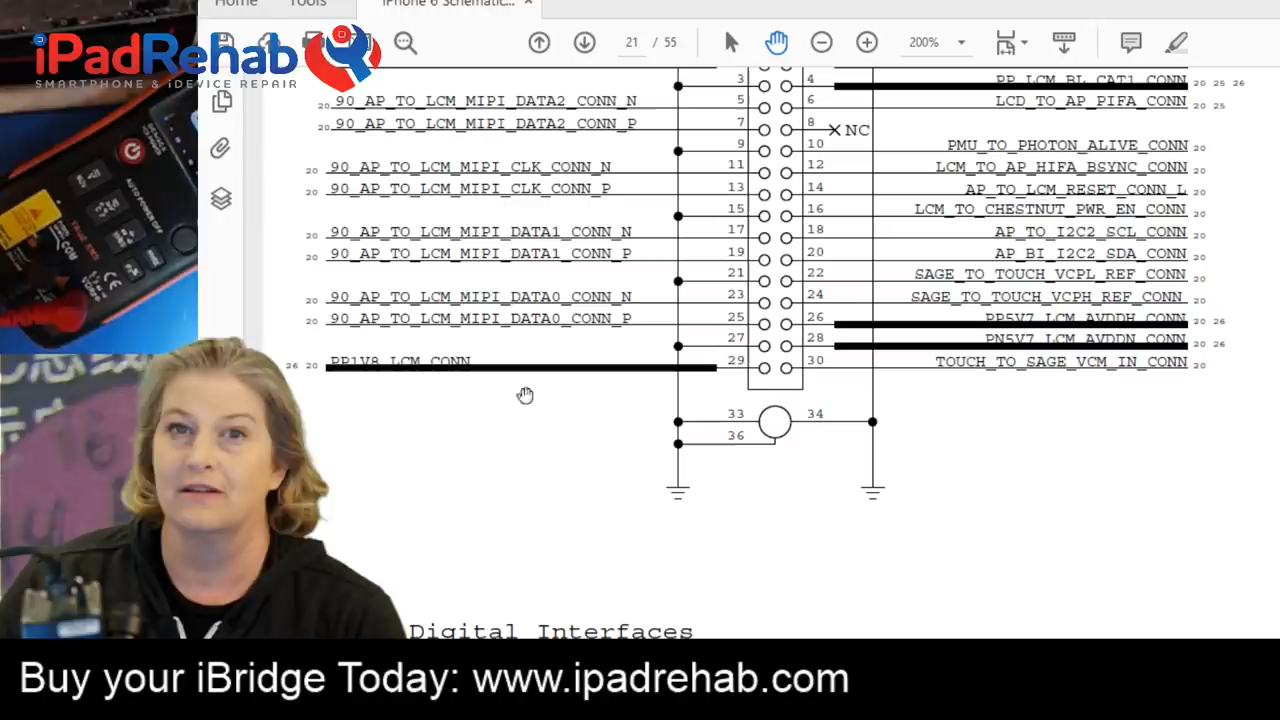 Home Tools iPhone 6 Schematic... ×
iPadRehab
SMARTPHONE & iDEVICE REPAIR
21 / 55 200%
3 4 PP_LCM_BL_CAT1_CONN 20 25 26
20 90_AP_TO_LCM_MIPI_DATA2_CONN_N 5 6 LCD_TO_AP_PIFA_CONN 20 25
20 90_AP_TO_LCM_MIPI_DATA2_CONN_P 7 8 NC
9 10 PMU_TO_PHOTON_ALIVE_CONN 20
20 90_AP_TO_LCM_MIPI_CLK_CONN_N 11 12 LCM_TO_AP_HIFA_BSYNC_CONN 20
20 90_AP_TO_LCM_MIPI_CLK_CONN_P 13 14 AP_TO_LCM_RESET_CONN_L 20
15 16 LCM_TO_CHESTNUT_PWR_EN_CONN 20
20 90_AP_TO_LCM_MIPI_DATA1_CONN_N 17 18 AP_TO_I2C2_SCL_CONN 20
20 90_AP_TO_LCM_MIPI_DATA1_CONN_P 19 20 AP_BI_I2C2_SDA_CONN 20
21 22 SAGE_TO_TOUCH_VCPL_REF_CONN 20
20 90_AP_TO_LCM_MIPI_DATA0_CONN_N 23 24 SAGE_TO_TOUCH_VCPH_REF_CONN 20
20 90_AP_TO_LCM_MIPI_DATA0_CONN_P 25 26 PP5V7_LCM_AVDDH_CONN 20 26
27 28 PN5V7_LCM_AVDDN_CONN 20 26
26 20 PP1V8_LCM_CONN 29 30 TOUCH_TO_SAGE_VCM_IN_CONN 20
33 34
36
Digital Interfaces
Buy your iBridge Today: www.ipadrehab.com